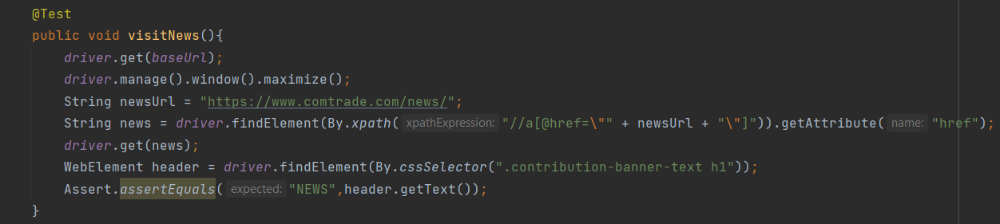 @Test
public void visitNews(){
driver.get(baseUrl);
driver.manage().window().maximize();
String newsUrl = "https://www.comtrade.com/news/";
String news = driver.findElement(By.xpath( xpathExpression: "//a[@href=\"" + newsUrl + "\"]")).getAttribute( name: "href");
driver.get(news);
WebElement header = driver.findElement(By.cssSelector(".contribution-banner-text h1"));
Assert.assertEquals( expected: "NEWS",header.getText());
}